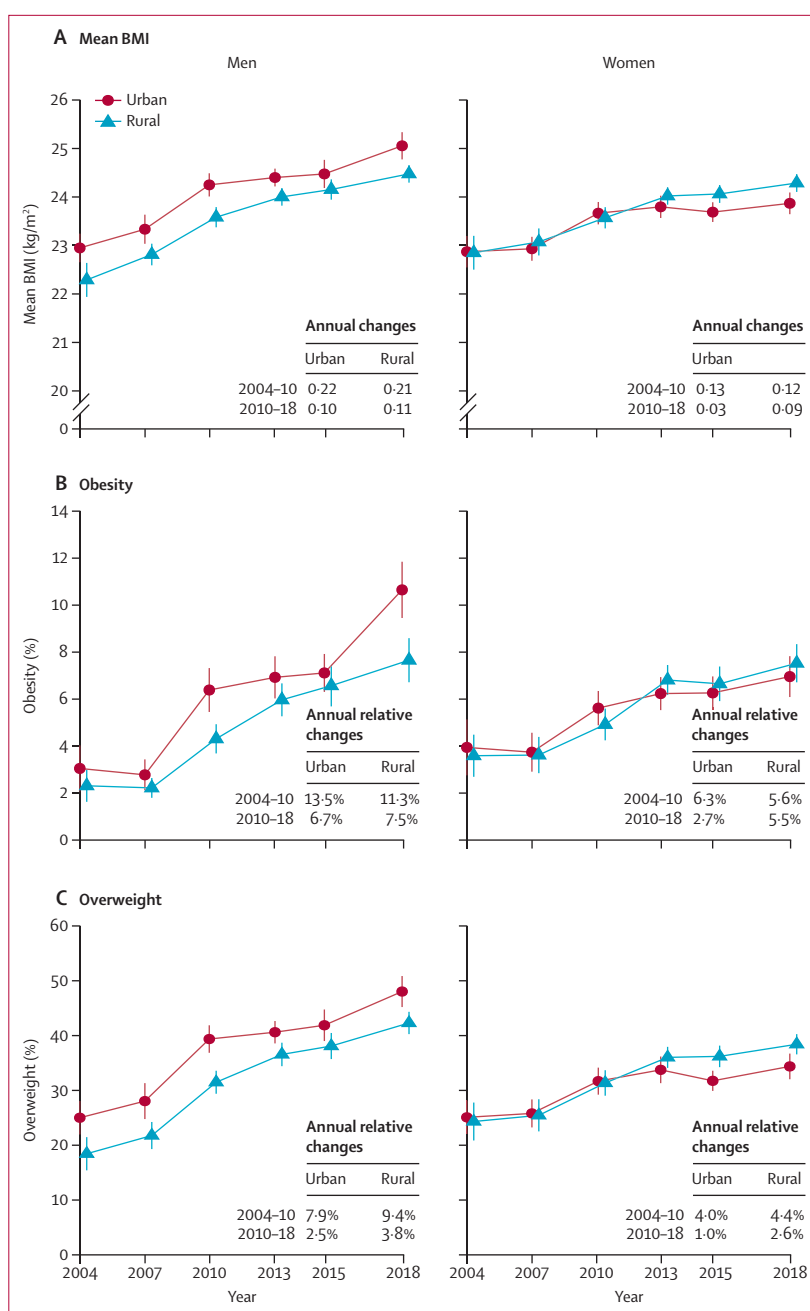 A Mean BMI
Men Women
Urban
Rural
Mean BMI (kg/m²)
26
25
24
23
22
21
20
0
Annual changes
Urban Rural
2004–10 0·22 0·21
2010–18 0·10 0·11
Annual changes
Urban
2004–10 0·13 0·12
2010–18 0·03 0·09
B Obesity
Obesity (%)
14
12
10
8
6
4
2
0
Annual relative
changes
Urban Rural
2004–10 13·5% 11·3%
2010–18 6·7% 7·5%
Annual relative
changes
Urban Rural
2004–10 6·3% 5·6%
2010–18 2·7% 5·5%
C Overweight
Overweight (%)
60
50
40
30
20
10
0
Annual relative
changes
Urban Rural
2004–10 7·9% 9·4%
2010–18 2·5% 3·8%
Annual relative
changes
Urban Rural
2004–10 4·0% 4·4%
2010–18 1·0% 2·6%
2004 2007 2010 2013 2015 2018
Year
2004 2007 2010 2013 2015 2018
Year